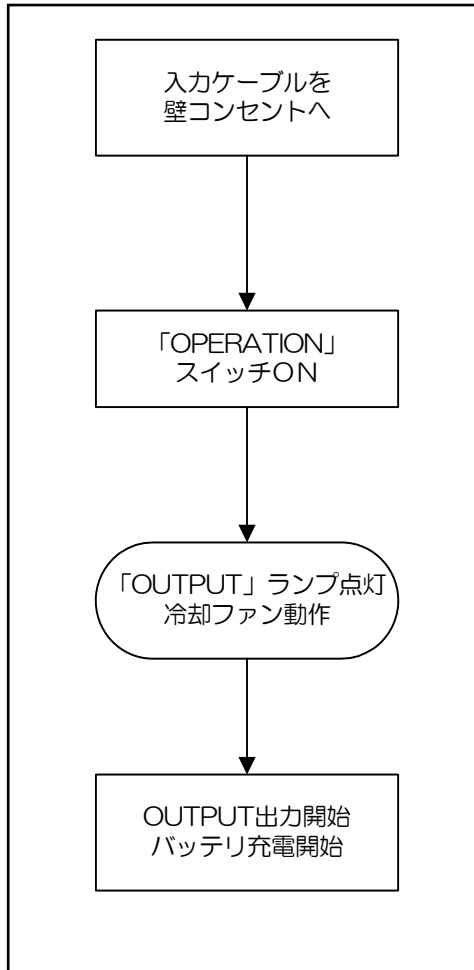 入力ケーブルを
壁コンセントへ
「OPERATION」
スイッチON
「OUTPUT」ランプ点灯
冷却ファン動作
OUTPUT出力開始
バッテリ充電開始